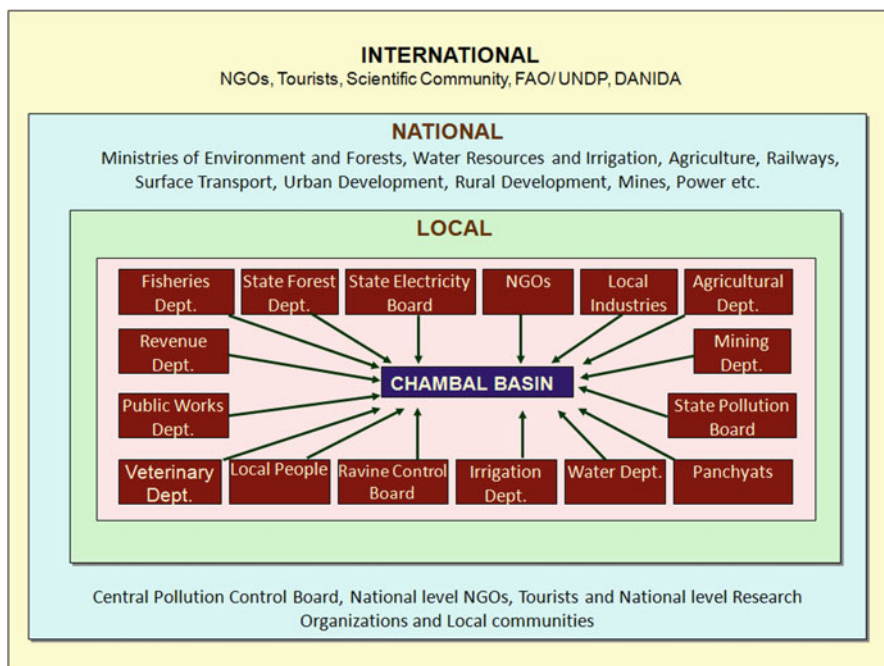 INTERNATIONAL
NGOs, Tourists, Scientific Community, FAO/ UNDP, DANIDA
NATIONAL
Ministries of Environment and Forests, Water Resources and Irrigation, Agriculture, Railways,
Surface Transport, Urban Development, Rural Development, Mines, Power etc.
LOCAL
Fisheries
Dept.
State Forest
Dept.
State Electricity
Board
NGOs
Local
Industries
Agricultural
Dept.
Revenue
Dept.
Mining
Dept.
CHAMBAL BASIN
Public Works
Dept.
State Pollution
Board
Veterinary
Dept.
Local People
Ravine Control
Board
Irrigation
Dept.
Water Dept.
Panchyats
Central Pollution Control Board, National level NGOs, Tourists and National level Research
Organizations and Local communities